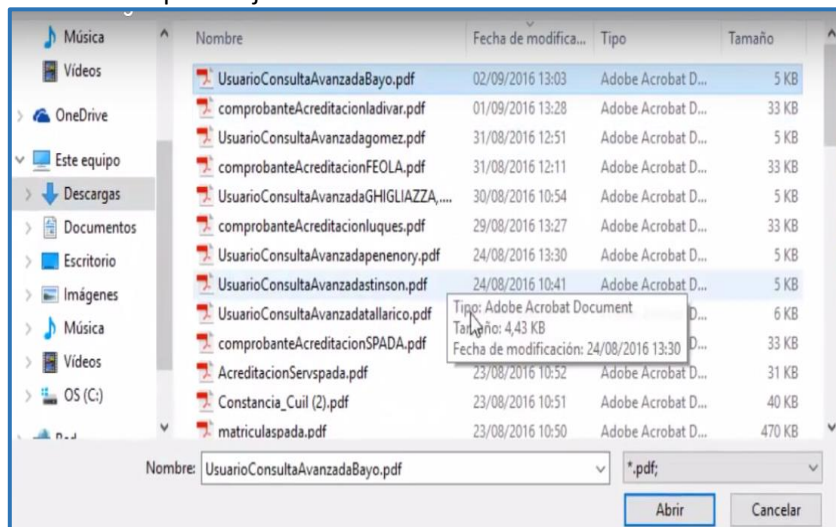 Música
Vídeos
OneDrive
Este equipo
Descargas
Documentos
Escritorio
Imágenes
Música
Vídeos
OS (C:)
Nombre Fecha de modifica... Tipo Tamaño
UsuarioConsultaAvanzadaBayo.pdf 02/09/2016 13:03 Adobe Acrobat D... 5 KB
comprobanteAcreditacionladivar.pdf 01/09/2016 13:28 Adobe Acrobat D... 33 KB
UsuarioConsultaAvanzadagomez.pdf 31/08/2016 12:51 Adobe Acrobat D... 5 KB
comprobanteAcreditacionFEOLA.pdf 31/08/2016 12:11 Adobe Acrobat D... 33 KB
UsuarioConsultaAvanzadaGHIGLIAZZA,.... 30/08/2016 10:54 Adobe Acrobat D... 5 KB
comprobanteAcreditacionluques.pdf 29/08/2016 13:27 Adobe Acrobat D... 33 KB
UsuarioConsultaAvanzadapenenory.pdf 24/08/2016 13:30 Adobe Acrobat D... 5 KB
UsuarioConsultaAvanzadastinson.pdf 24/08/2016 10:41 Adobe Acrobat D... 5 KB
UsuarioConsultaAvanzadatallarico.pdf D... 6 KB
comprobanteAcreditacionSPADA.pdf D... 33 KB
Tipo: Adobe Acrobat Document
Tamaño: 4,43 KB
Fecha de modificación: 24/08/2016 13:30
AcreditacionServspada.pdf 23/08/2016 10:52 Adobe Acrobat D... 31 KB
Constancia_Cuil (2).pdf 23/08/2016 10:51 Adobe Acrobat D... 40 KB
matriculaspada.pdf 23/08/2016 10:50 Adobe Acrobat D... 470 KB
Nombre: UsuarioConsultaAvanzadaBayo.pdf *.pdf;
Abrir Cancelar